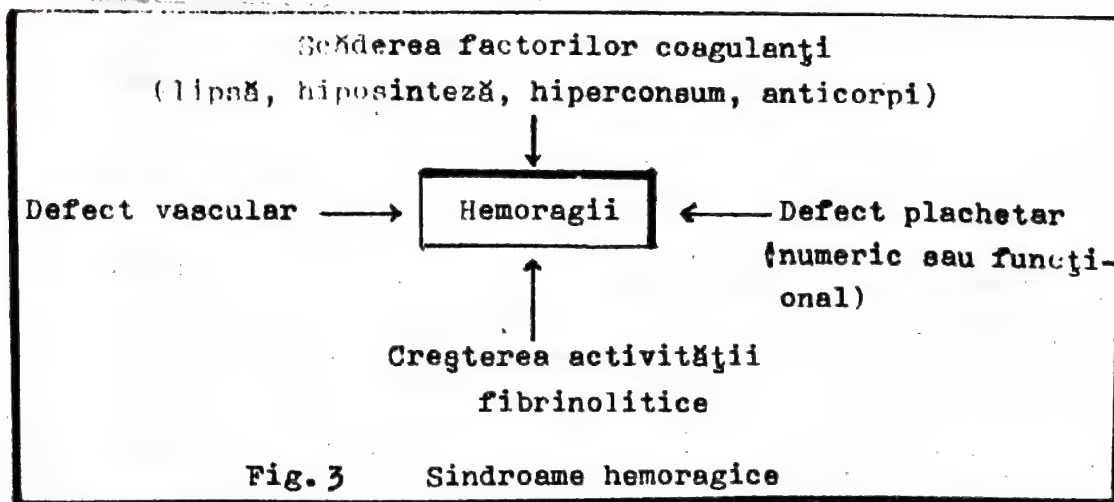 Scăderea factorilor coagulanţi
(lipsă, hiposinteză, hiperconsum, anticorpi)
Defect vascular
Hemoragii
Defect plachetar
(numeric sau funcţi-
onal)
Creşterea activităţii
fibrinolitice
Fig. 3 Sindroame hemoragice